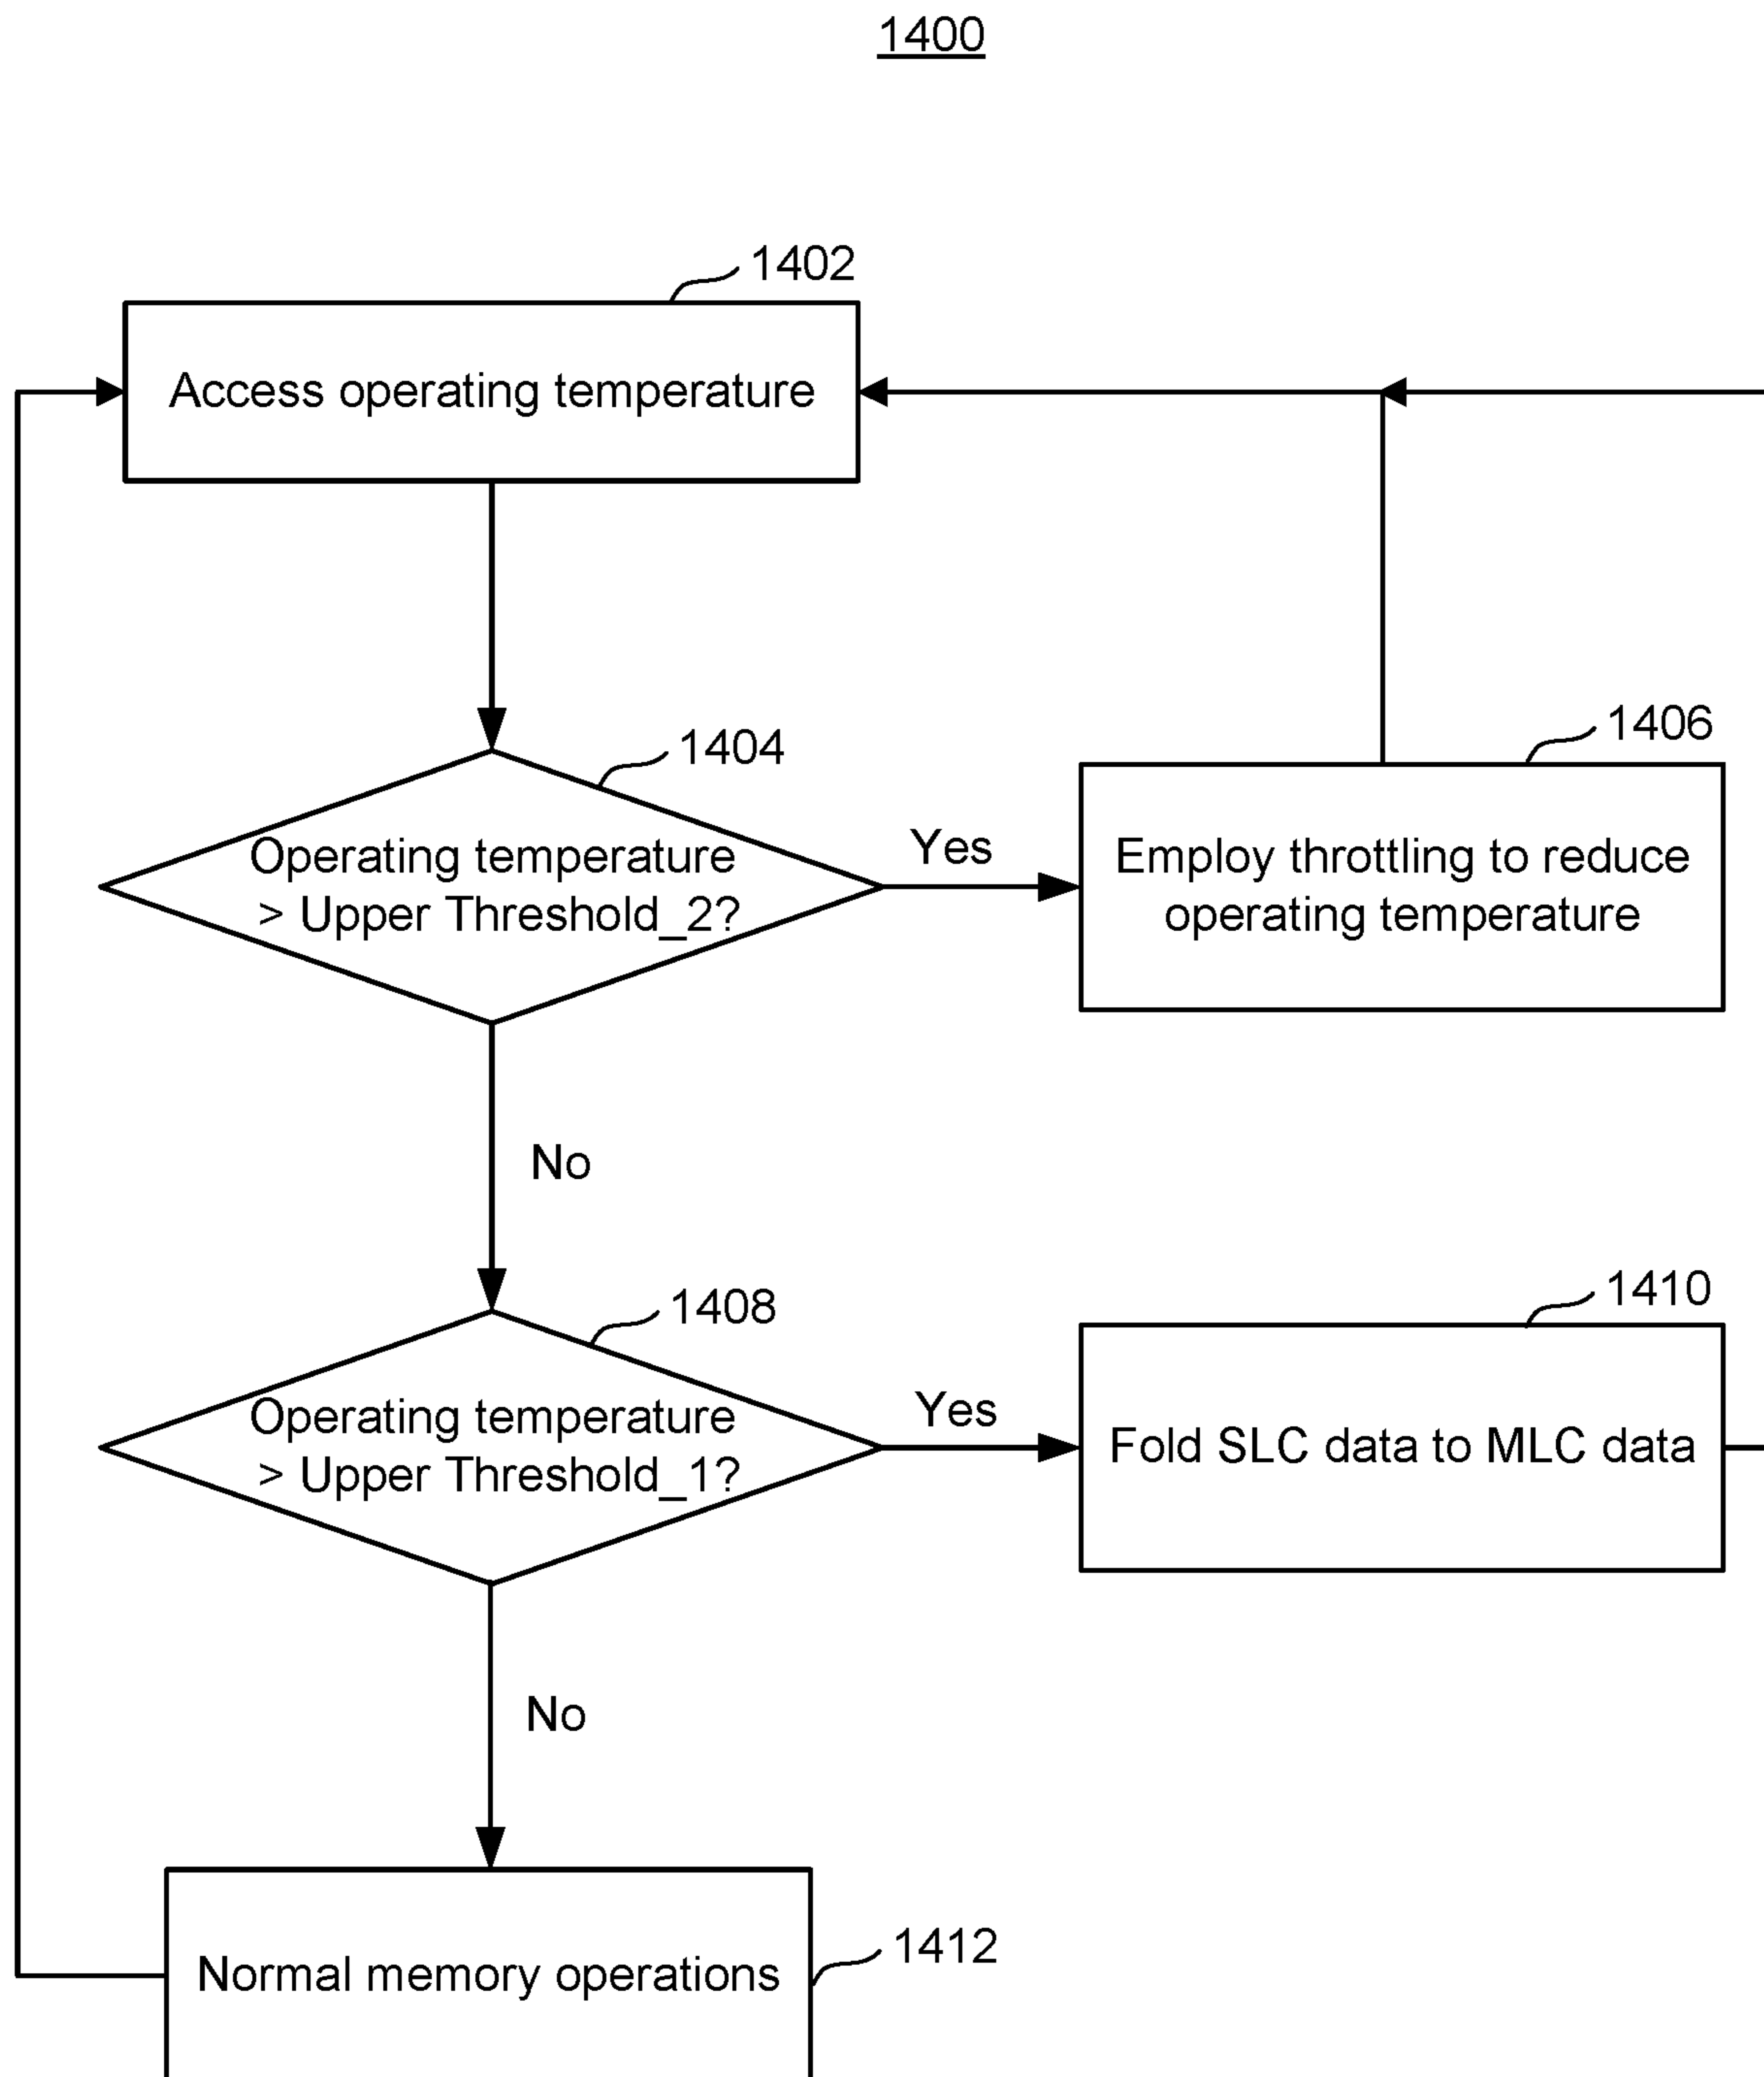 1400
1402
Access operating temperature
1404
Operating temperature
> Upper Threshold_2?
Yes
1406
Employ throttling to reduce
operating temperature
No
1408
Operating temperature
> Upper Threshold_1?
Yes
1410
Fold SLC data to MLC data
No
1412
Normal memory operations